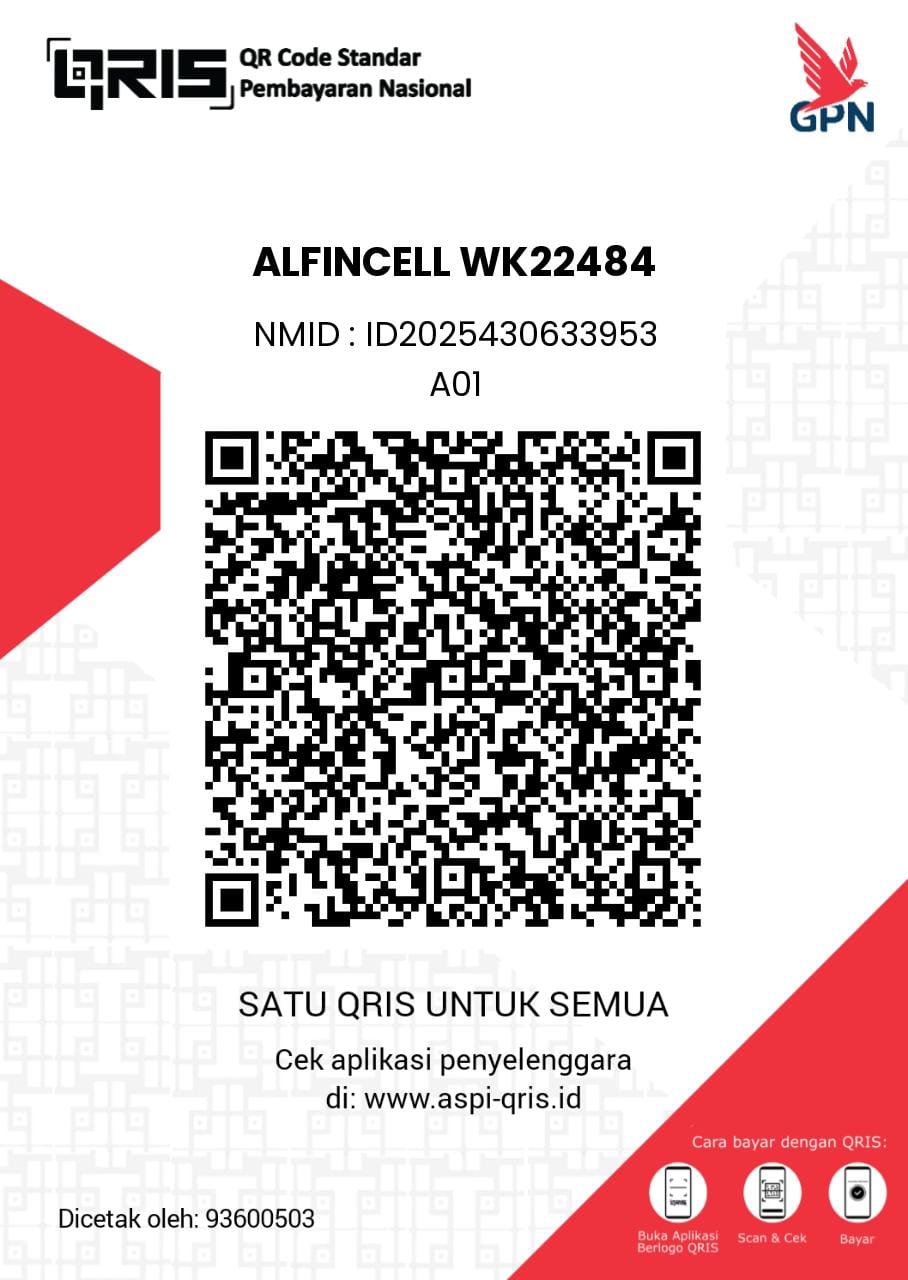 QRIS QR Code Standar
Pembayaran Nasional
GPN
ALFINCELL WK22484
NMID : ID2025430633953
A01
SATU QRIS UNTUK SEMUA
Cek aplikasi penyelenggara
di: www.aspi-qris.id
Cara bayar dengan QRIS:
Buka Aplikasi
Berlogo QRIS
Scan & Cek
Bayar
Dicetak oleh: 93600503